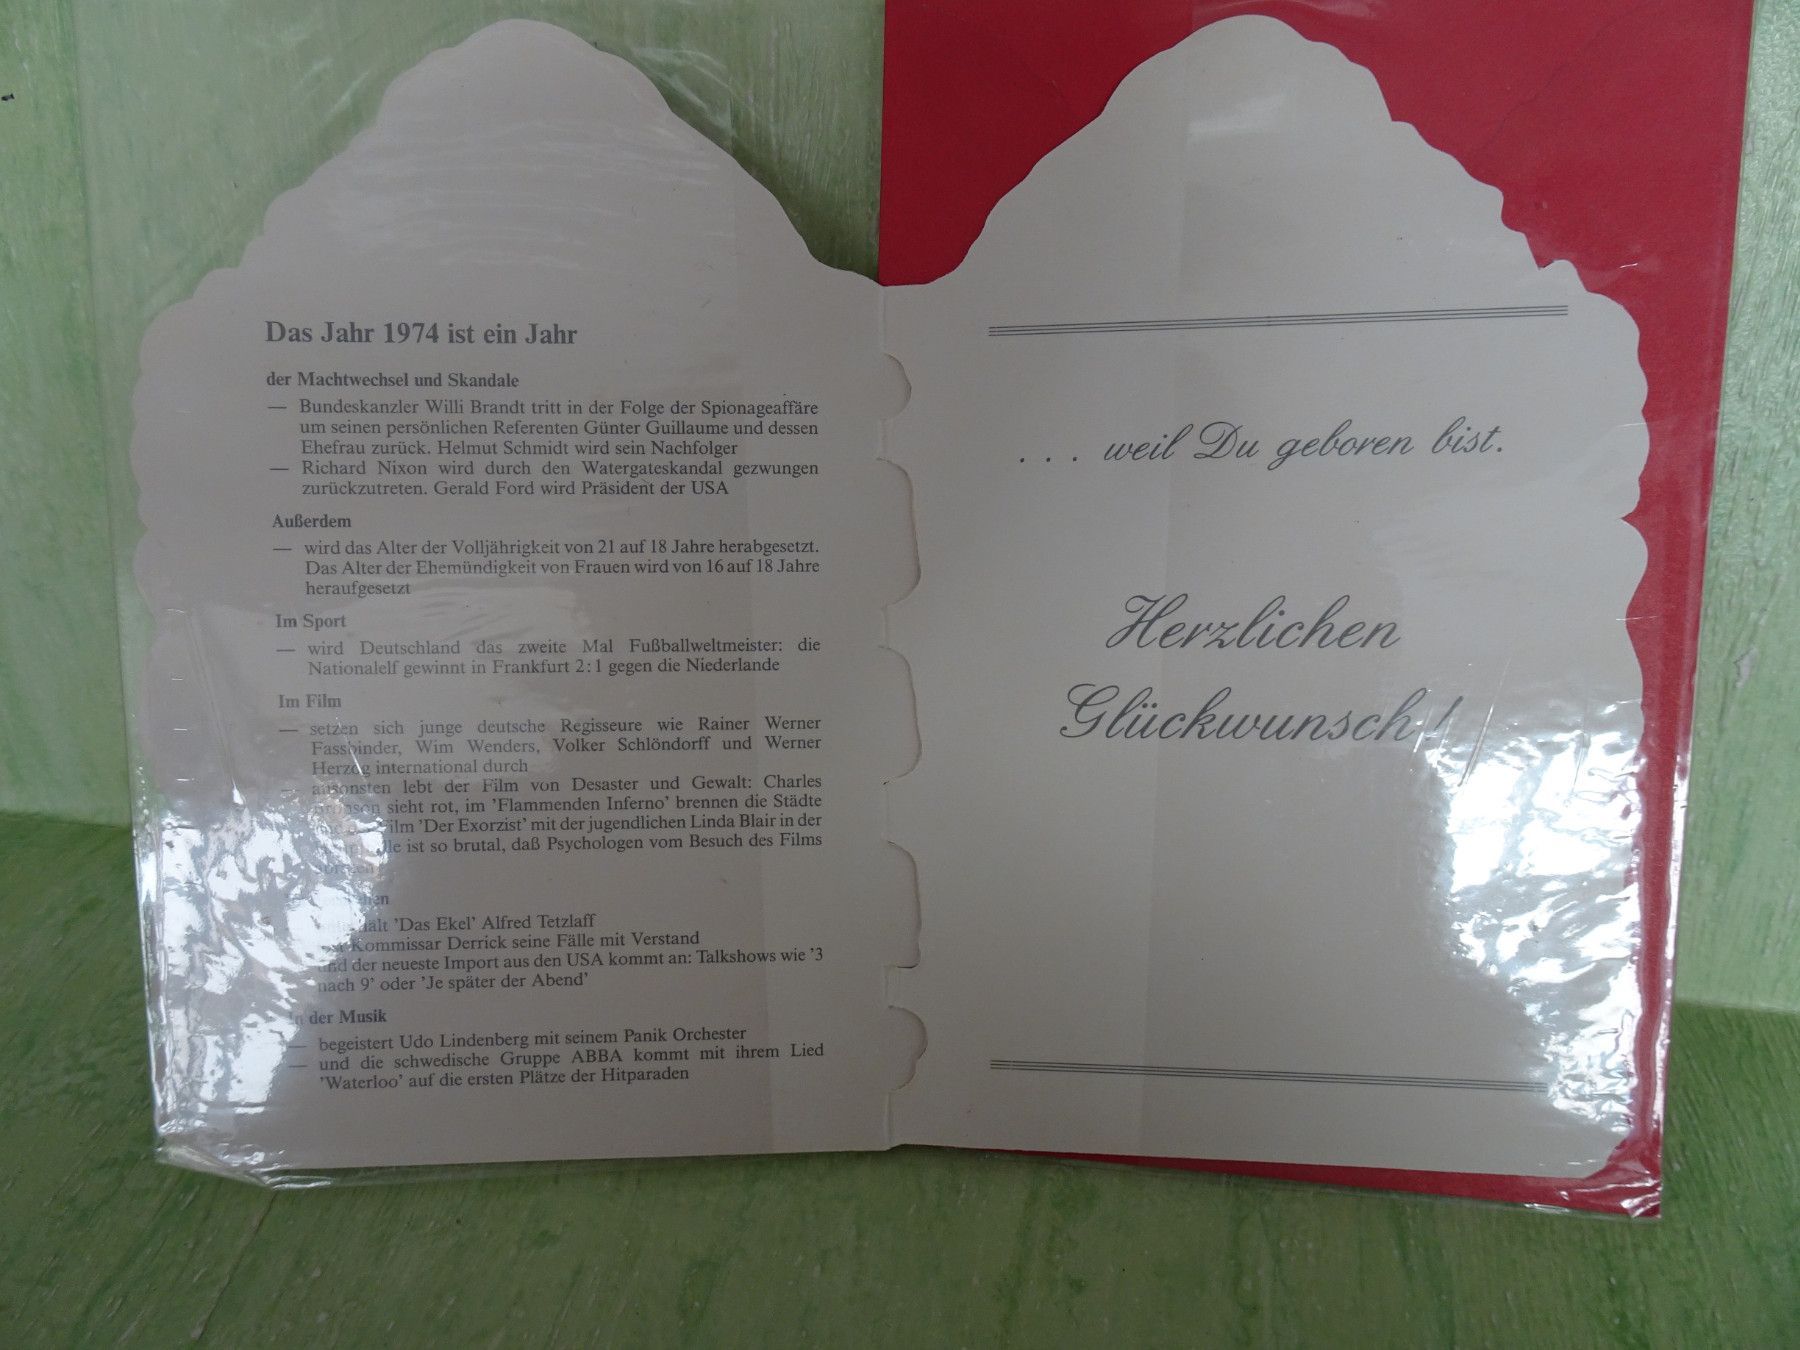 Das Jahr 1974 ist ein Jahr
der Machtwechsel und Skandale
— Bundeskanzler Willi Brandt tritt in der Folge der Spionageaffäre
um seinen persönlichen Referenten Günter Guillaume und dessen
Ehefrau zurück. Helmut Schmidt wird sein Nachfolger
— Richard Nixon wird durch den Watergateskandal gezwungen
zurückzutreten. Gerald Ford wird Präsident der USA
Außerdem
— wird das Alter der Volljährigkeit von 21 auf 18 Jahre herabgesetzt.
Das Alter der Ehemündigkeit von Frauen wird von 16 auf 18 Jahre
heraufgesetzt
Im Sport
— wird Deutschland das zweite Mal Fußballweltmeister: die
Nationalelf gewinnt in Frankfurt 2:1 gegen die Niederlande
Im Film
— setzen sich junge deutsche Regisseure wie Rainer Werner
Fassbinder, Wim Wenders, Volker Schlöndorff und Werner
Herzog international durch
— ansonsten lebt der Film von Desaster und Gewalt: Charles
Bronson sieht rot, im 'Flammenden Inferno' brennen die Städte
Film 'Der Exorzist' mit der jugendlichen Linda Blair in der
ist so brutal, daß Psychologen vom Besuch des Films
'Das Ekel' Alfred Tetzlaff
Kommissar Derrick seine Fälle mit Verstand
und der neueste Import aus den USA kommt an: Talkshows wie '3
nach 9' oder 'Je später der Abend'
In der Musik
— begeistert Udo Lindenberg mit seinem Panik Orchester
— und die schwedische Gruppe ABBA kommt mit ihrem Lied
'Waterloo' auf die ersten Plätze der Hitparaden
. . . weil Du geboren bist.
Herzlichen
Glückwunsch!